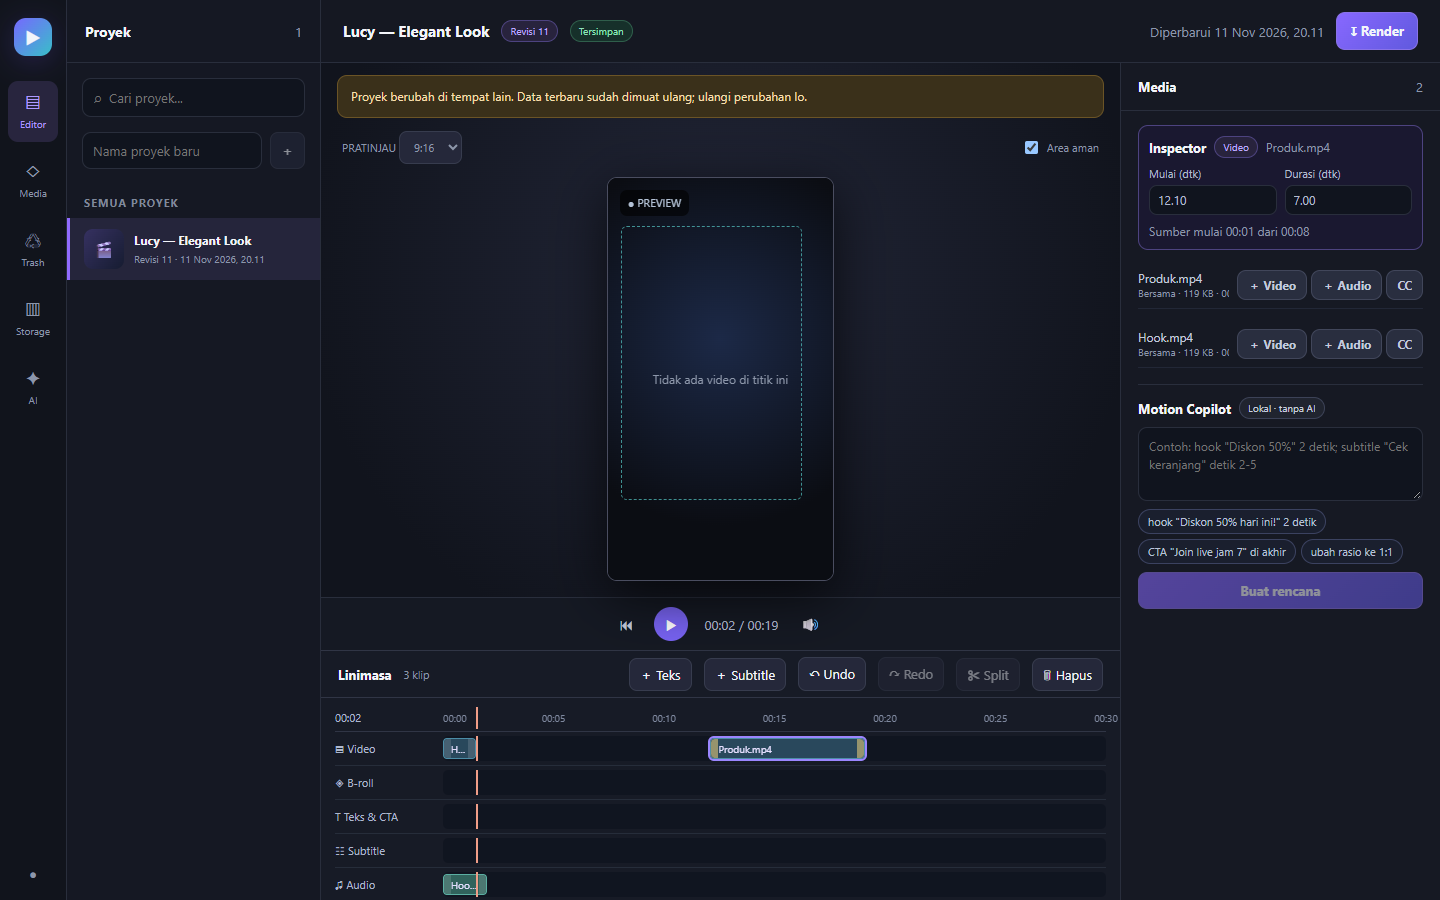 Editor
Media
Trash
Storage
AI
Proyek
1
Cari proyek...
Nama proyek baru
+
SEMUA PROYEK
Lucy — Elegant Look
Revisi 11 · 11 Nov 2026, 20.11
Lucy — Elegant Look
Revisi 11
Tersimpan
Diperbarui 11 Nov 2026, 20.11
Render
Proyek berubah di tempat lain. Data terbaru sudah dimuat ulang; ulangi perubahan lo.
PRATINJAU
9:16
Area aman
● PREVIEW
Tidak ada video di titik ini
00:02 / 00:19
Linimasa
3 klip
+ Teks
+ Subtitle
Undo
Redo
Split
Hapus
00:02
00:00
00:05
00:10
00:15
00:20
00:25
00:30
Video
H...
Produk.mp4
B-roll
T Teks & CTA
Subtitle
Audio
Hoo...
Media
2
Inspector
Video
Produk.mp4
Mulai (dtk)
Durasi (dtk)
12.10
7.00
Sumber mulai 00:01 dari 00:08
Produk.mp4
Bersama · 119 KB · 00
+ Video
+ Audio
CC
Hook.mp4
Bersama · 119 KB · 00
+ Video
+ Audio
CC
Motion Copilot
Lokal · tanpa AI
Contoh: hook "Diskon 50%" 2 detik; subtitle "Cek
keranjang" detik 2-5
hook "Diskon 50% hari ini!" 2 detik
CTA "Join live jam 7" di akhir
ubah rasio ke 1:1
Buat rencana